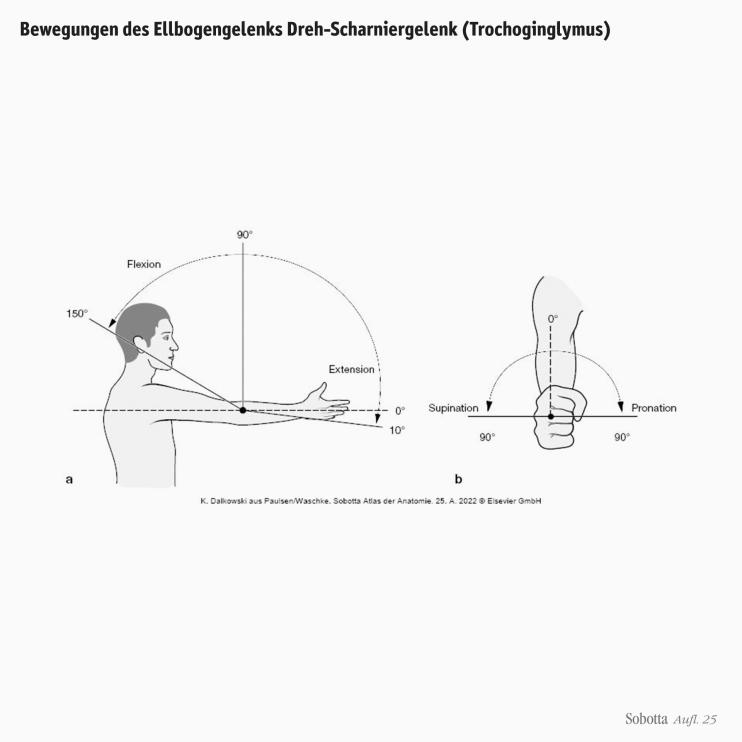 Bewegungen des Ellbogengelenks Dreh-Scharniergelenk (Trochoginglymus)
90°
Flexion
150°
Extension
0°
10°
a
0°
Supination
Pronation
90°
90°
b
K. Dalkowski aus Paulsen/Waschke. Sobotta Atlas der Anatomie. 25. A. 2022 © Elsevier GmbH
Sobotta Aufl. 25